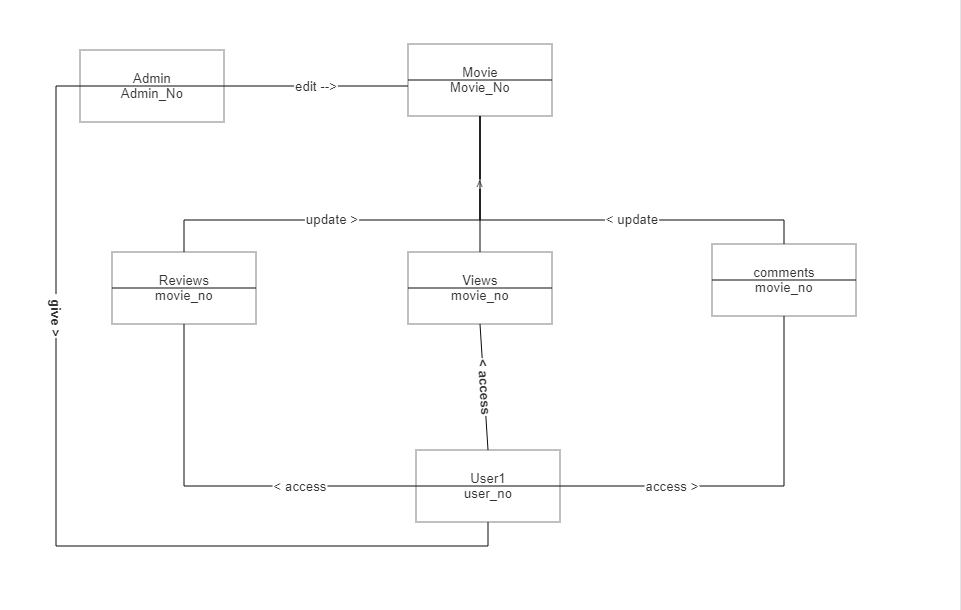 Admin
Admin_No
edit -->
Movie
Movie_No
^
update >
< update
Reviews
movie_no
Views
movie_no
comments
movie_no
give >
< access
User1
user_no
< access
access >